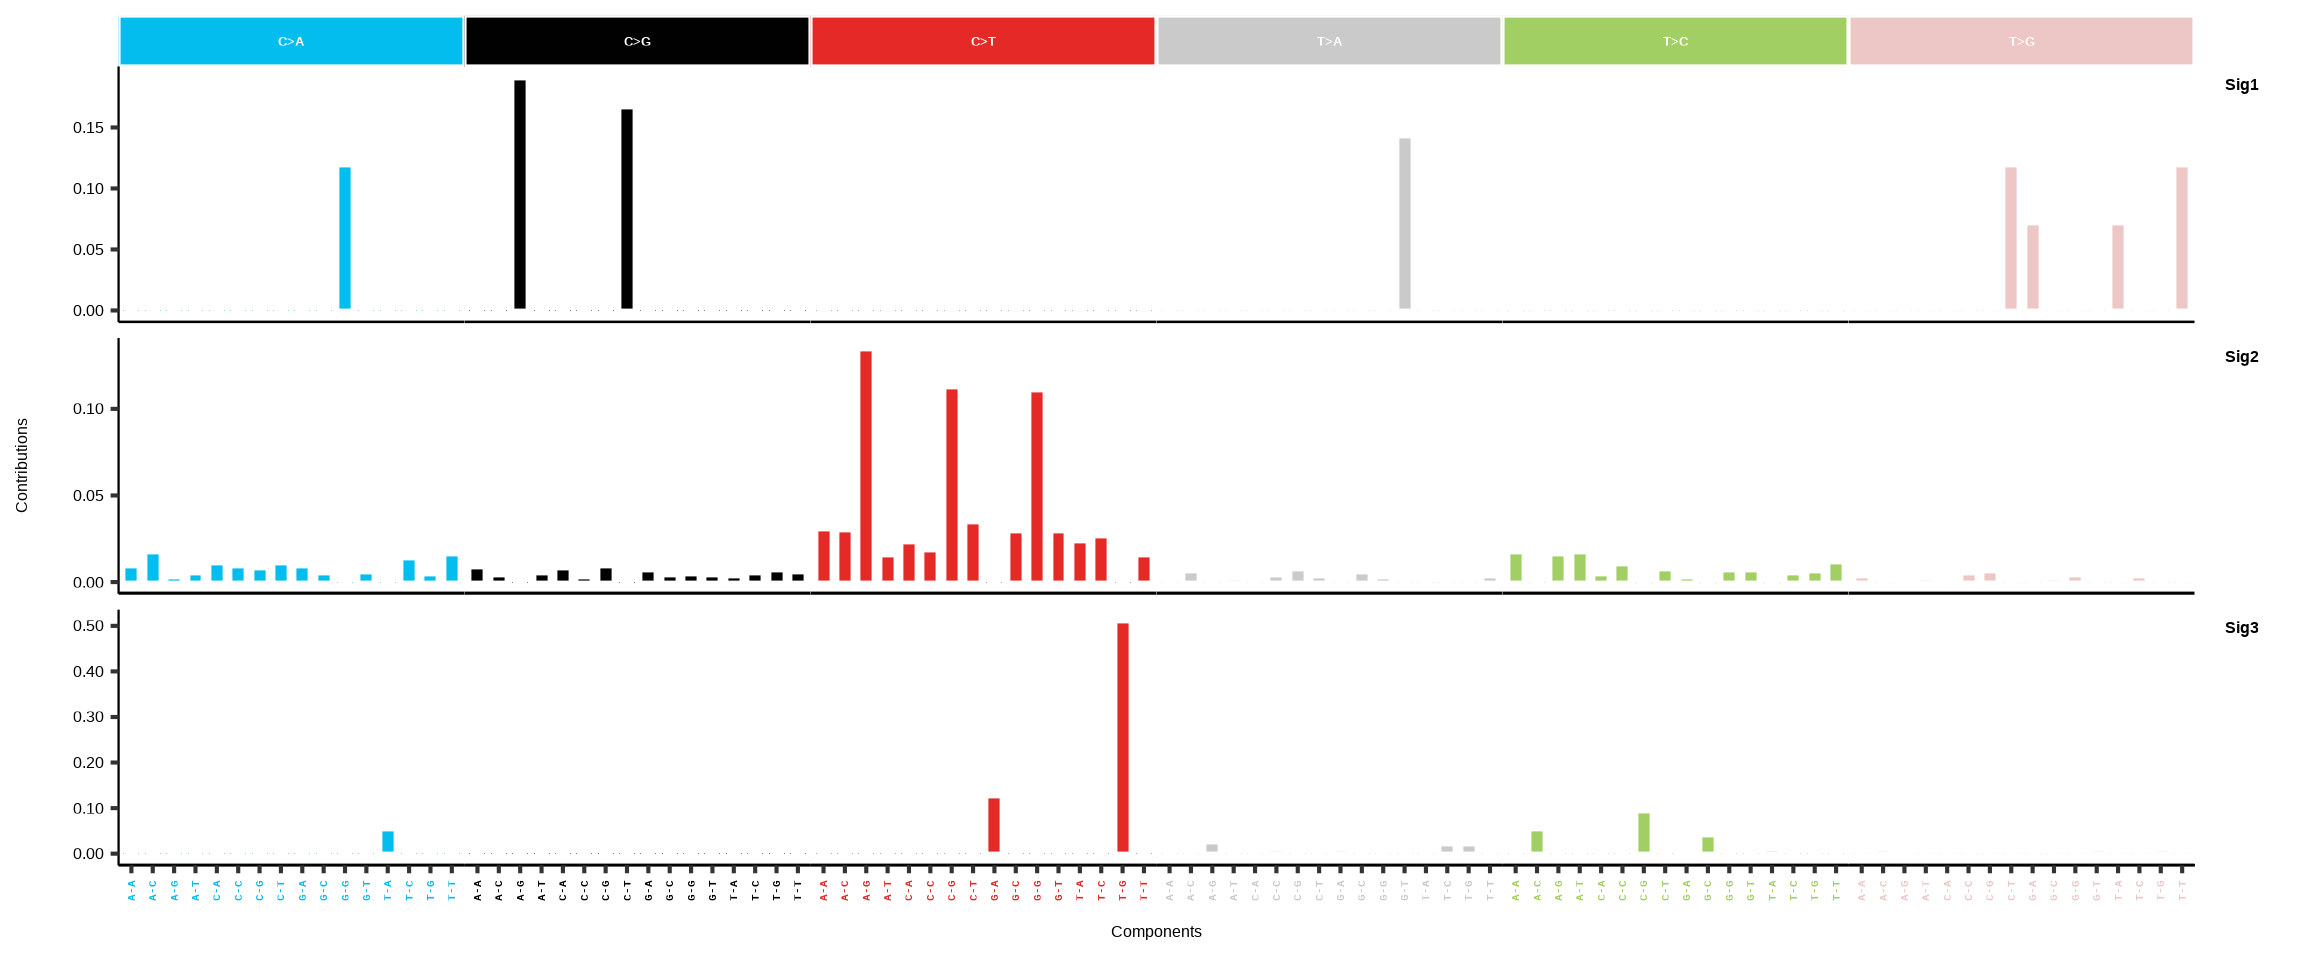 C>A C>G C>T T>A T>C T>G
Sig1
0.15
0.10
0.05
0.00
Sig2
0.10
0.05
0.00
Contributions
Sig3
0.50
0.40
0.30
0.20
0.10
0.00
A-A A-C A-G A-T C-A C-C C-G C-T G-A G-C G-G G-T T-A T-C T-G T-T A-A A-C A-G A-T C-A C-C C-G C-T G-A G-C G-G G-T T-A T-C T-G T-T A-A A-C A-G A-T C-A C-C C-G C-T G-A G-C G-G G-T T-A T-C T-G T-T A-A A-C A-G A-T C-A C-C C-G C-T G-A G-C G-G G-T T-A T-C T-G T-T A-A A-C A-G A-T C-A C-C C-G C-T G-A G-C G-G G-T T-A T-C T-G T-T A-A A-C A-G A-T C-A C-C C-G C-T G-A G-C G-G G-T T-A T-C T-G T-T
Components